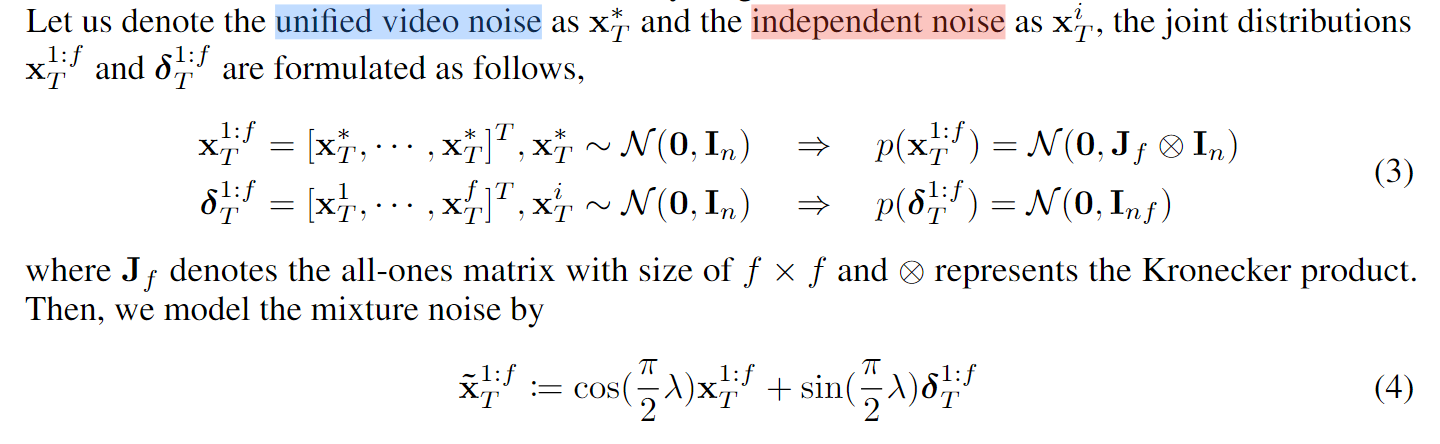 Let us denote the unified video noise as $\mathbf{x}_T^*$ and the independent noise as $\mathbf{x}_T^i$, the joint distributions
$\mathbf{x}_T^{1:f}$ and $\boldsymbol{\delta}_T^{1:f}$ are formulated as follows,
$\mathbf{x}_T^{1:f} = [\mathbf{x}_T^*, \cdots, \mathbf{x}_T^*]^T, \mathbf{x}_T^* \sim \mathcal{N}(\mathbf{0}, \mathbf{I}_n) \quad \Rightarrow \quad p(\mathbf{x}_T^{1:f}) = \mathcal{N}(\mathbf{0}, \mathbf{J}_f \otimes \mathbf{I}_n)$
$\boldsymbol{\delta}_T^{1:f} = [\mathbf{x}_T^1, \cdots, \mathbf{x}_T^f]^T, \mathbf{x}_T^i \sim \mathcal{N}(\mathbf{0}, \mathbf{I}_n) \quad \Rightarrow \quad p(\boldsymbol{\delta}_T^{1:f}) = \mathcal{N}(\mathbf{0}, \mathbf{I}_{nf})$
(3)
where $\mathbf{J}_f$ denotes the all-ones matrix with size of $f \times f$ and $\otimes$ represents the Kronecker product.
Then, we model the mixture noise by
$\tilde{\mathbf{x}}_T^{1:f} := \cos(\frac{\pi}{2}\lambda)\mathbf{x}_T^{1:f} + \sin(\frac{\pi}{2}\lambda)\boldsymbol{\delta}_T^{1:f}$ (4)